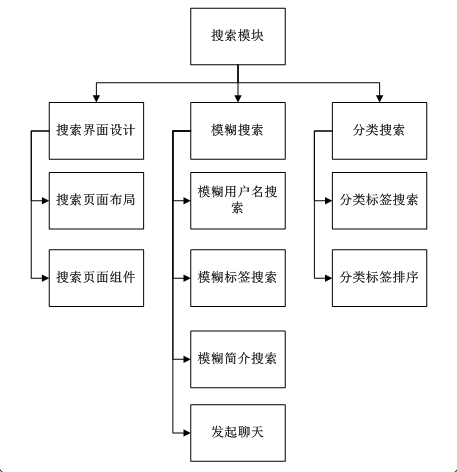 搜索模块
搜索界面设计
模糊搜索
分类搜索
搜索页面布局
模糊用户名搜
索
分类标签搜索
搜索页面组件
模糊标签搜索
分类标签排序
模糊简介搜索
发起聊天